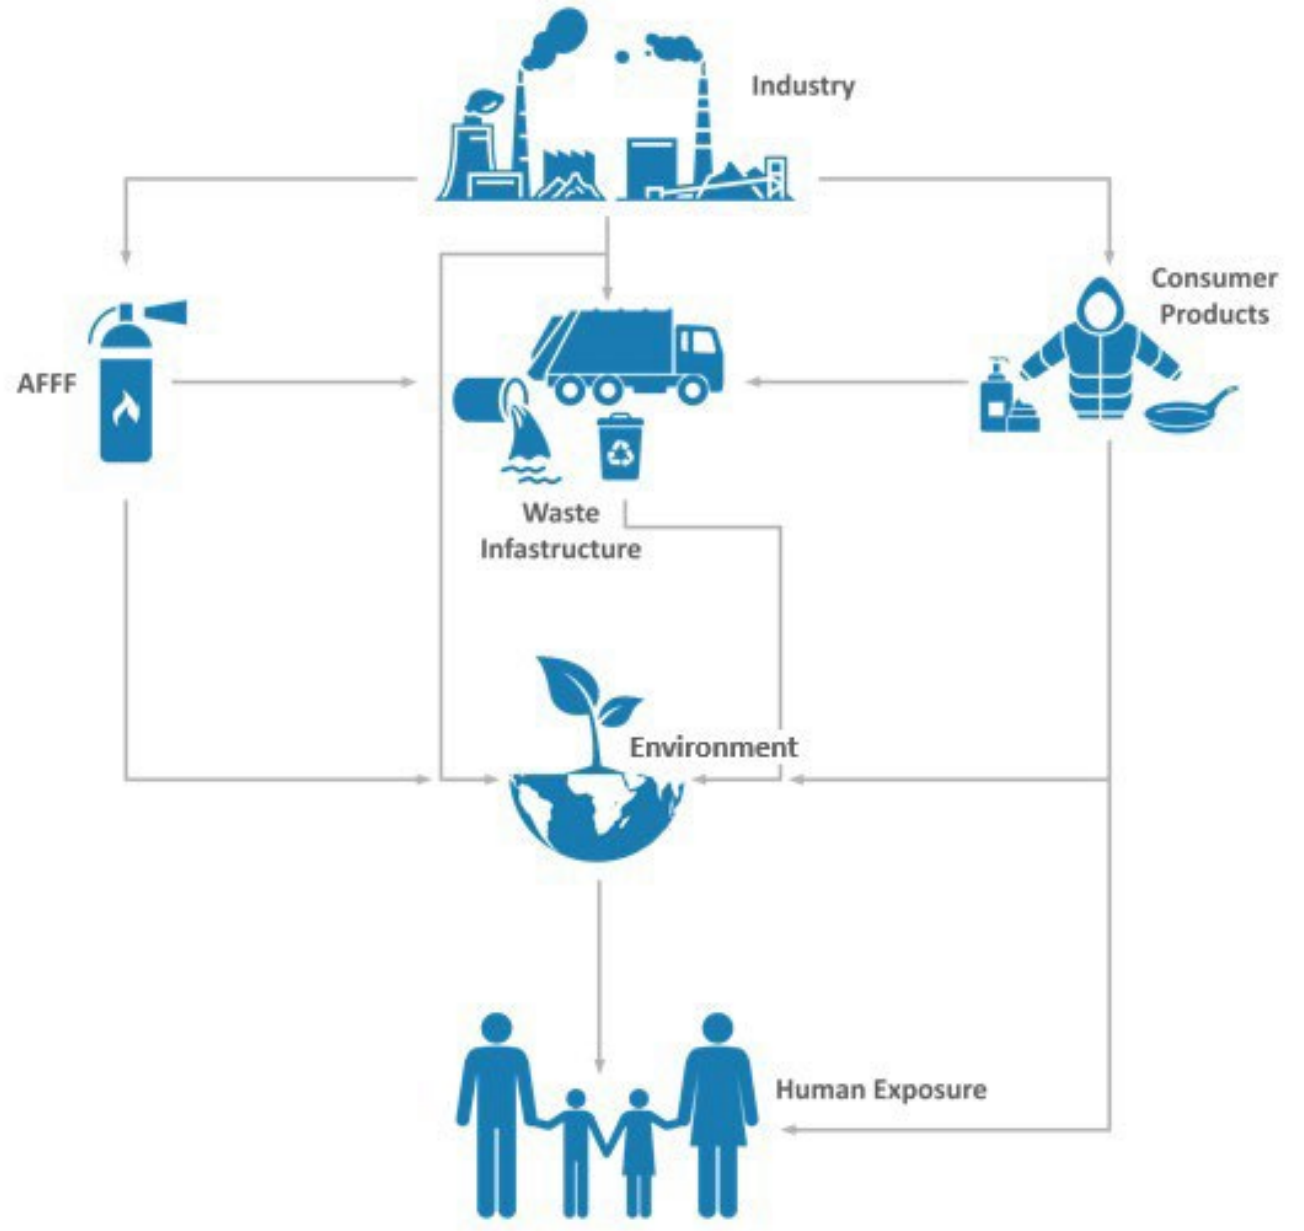 Industry
Consumer
Products
AFFF
Waste
Infastructure
Environment
Human Exposure